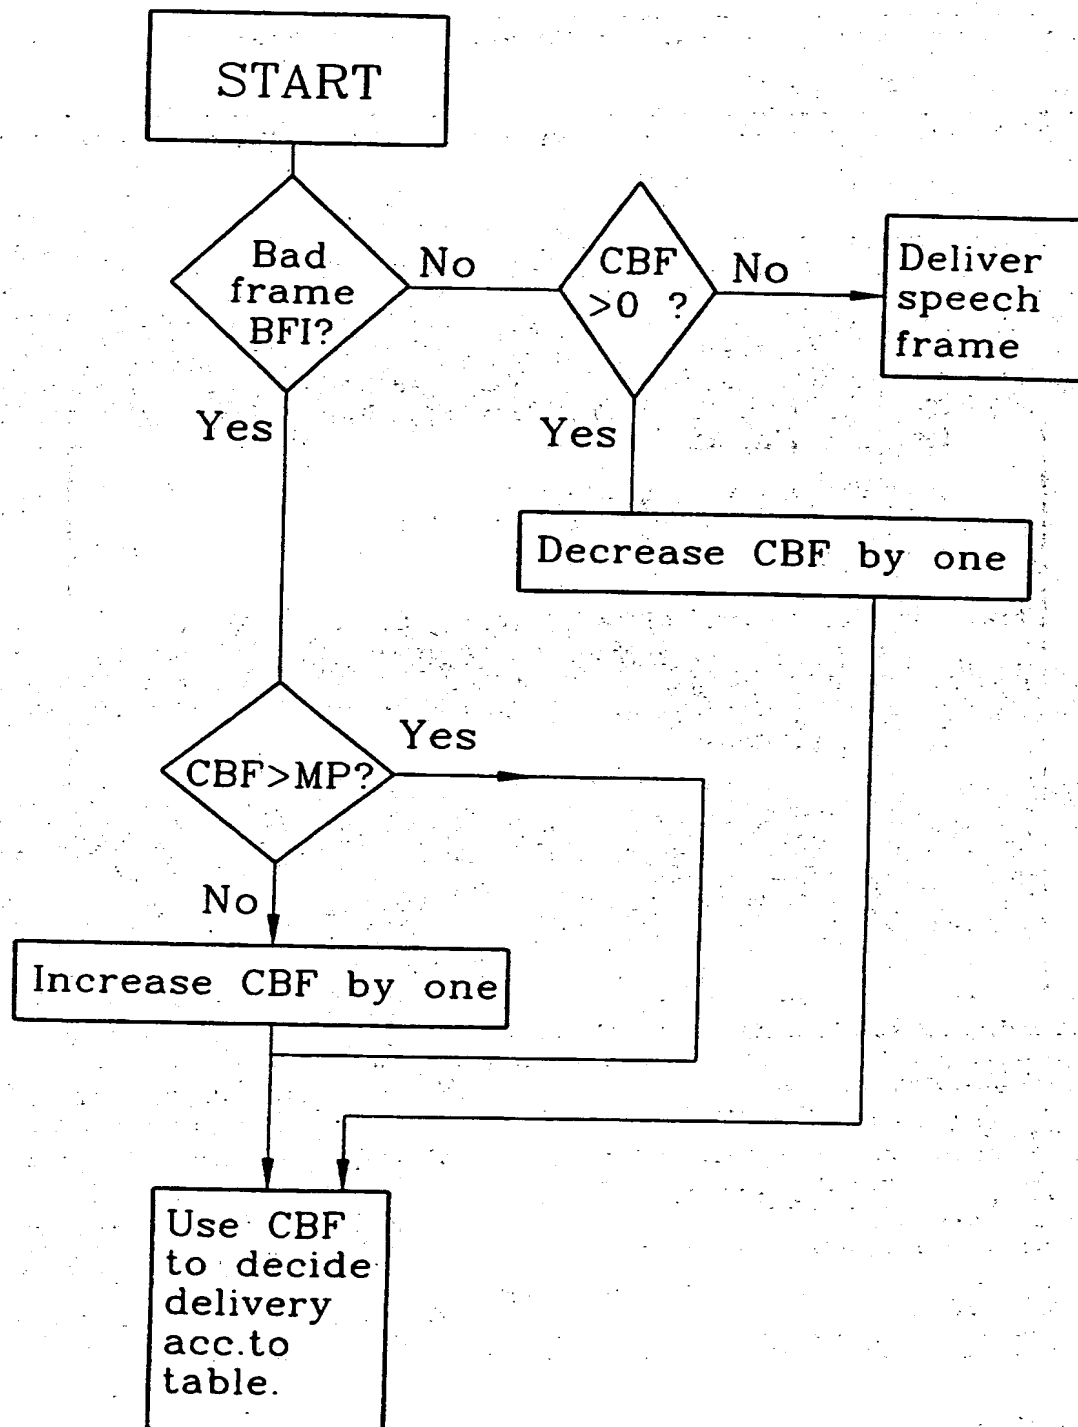 START
Bad
frame
BFI?
No
CBF
>0 ?
No
Deliver
speech
frame
Yes
Yes
Decrease CBF by one
CBF>MP?
Yes
No
Increase CBF by one
Use CBF
to decide
delivery
acc.to
table.